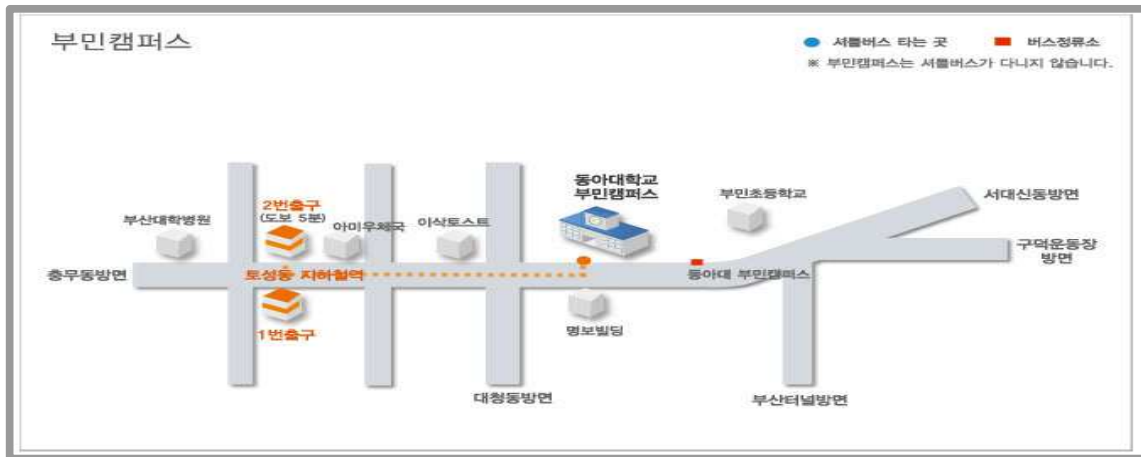 부민캠퍼스
셔틀버스 타는 곳
버스정류소
※ 부민캠퍼스는 셔틀버스가 다니지 않습니다.
동아대학교
부민캠퍼스
부민초등학교
서대신동방면
2번출구
(도보 5분)
부산대학병원
아미우체국
이삭토스트
구덕운동장
방면
충무동방면
토성동 지하철역
동아대 부민캠퍼스
1번출구
명보빌딩
대청동방면
부산터널방면